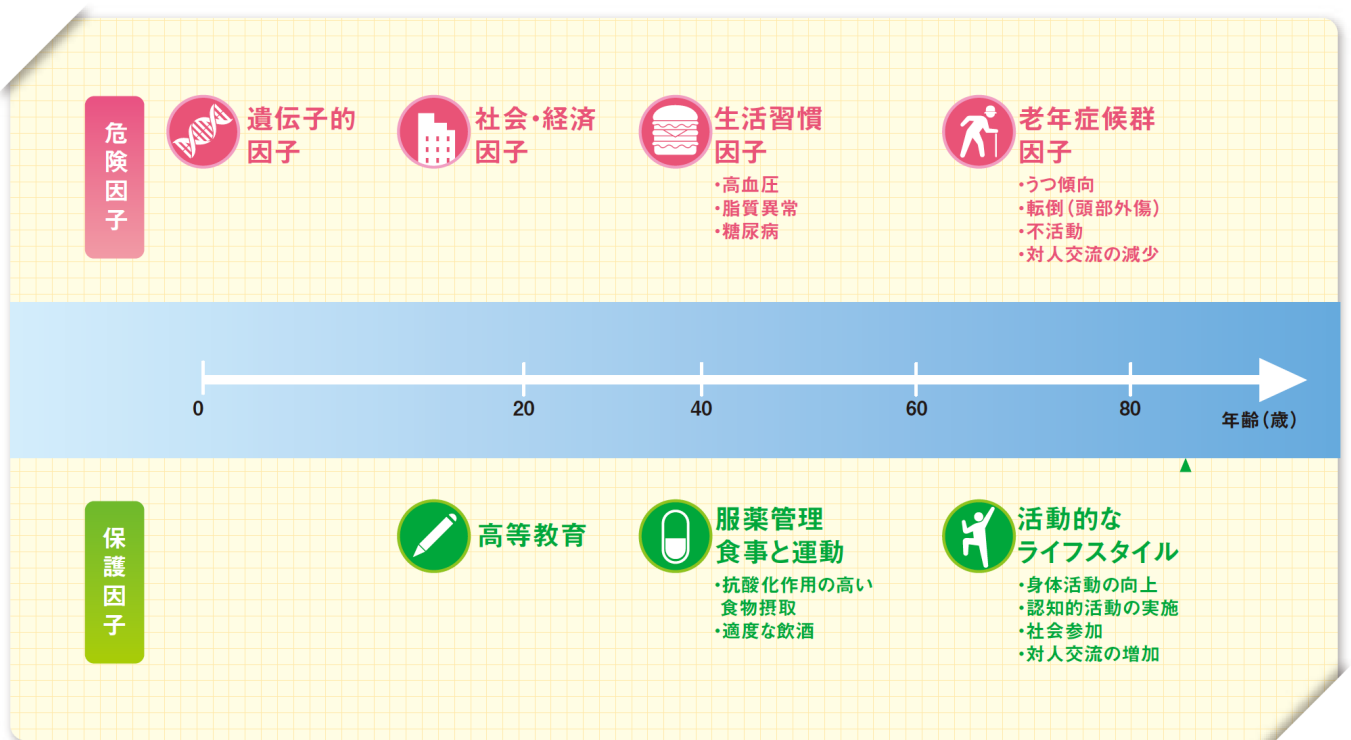 危険因子
遺伝子的
因子
社会・経済
因子
生活習慣
因子
・高血圧
・脂質異常
・糖尿病
老年症候群
因子
・うつ傾向
・転倒(頭部外傷)
・不活動
・対人交流の減少
0
20
40
60
80
年齢(歳)
保護因子
高等教育
服薬管理
食事と運動
・抗酸化作用の高い
食物摂取
・適度な飲酒
活動的な
ライフスタイル
・身体活動の向上
・認知的活動の実施
・社会参加
・対人交流の増加